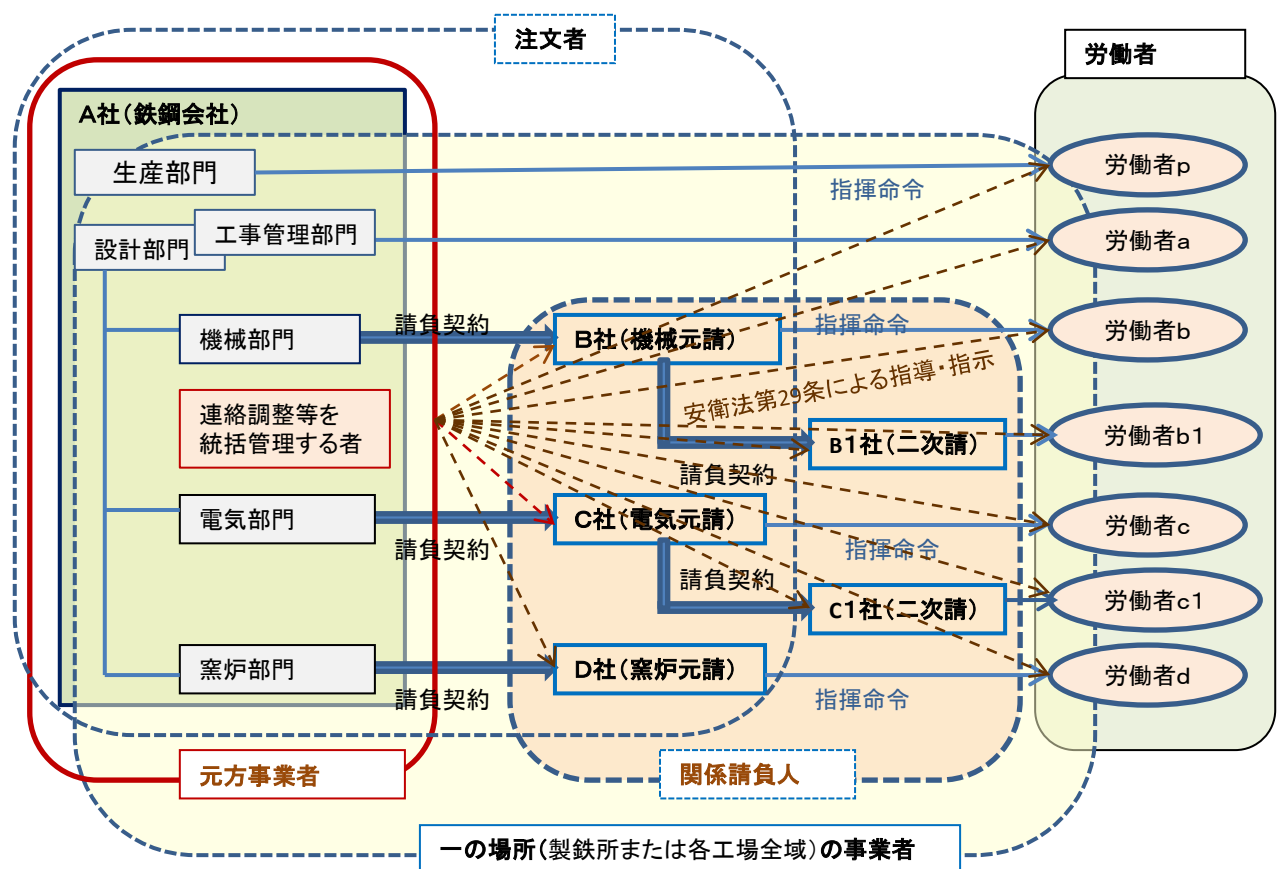 注文者
労働者
A社(鉄鋼会社)
生産部門
指揮命令
労働者p
設計部門
工事管理部門
労働者a
機械部門
請負契約
B社(機械元請)
指揮命令
労働者b
安衛法第29条による指導・指示
連絡調整等を
統括管理する者
B1社(二次請)
労働者b1
請負契約
電気部門
請負契約
C社(電気元請)
指揮命令
労働者c
請負契約
C1社(二次請)
労働者c1
窯炉部門
請負契約
D社(窯炉元請)
指揮命令
労働者d
元方事業者
関係請負人
一の場所(製鉄所または各工場全域)の事業者